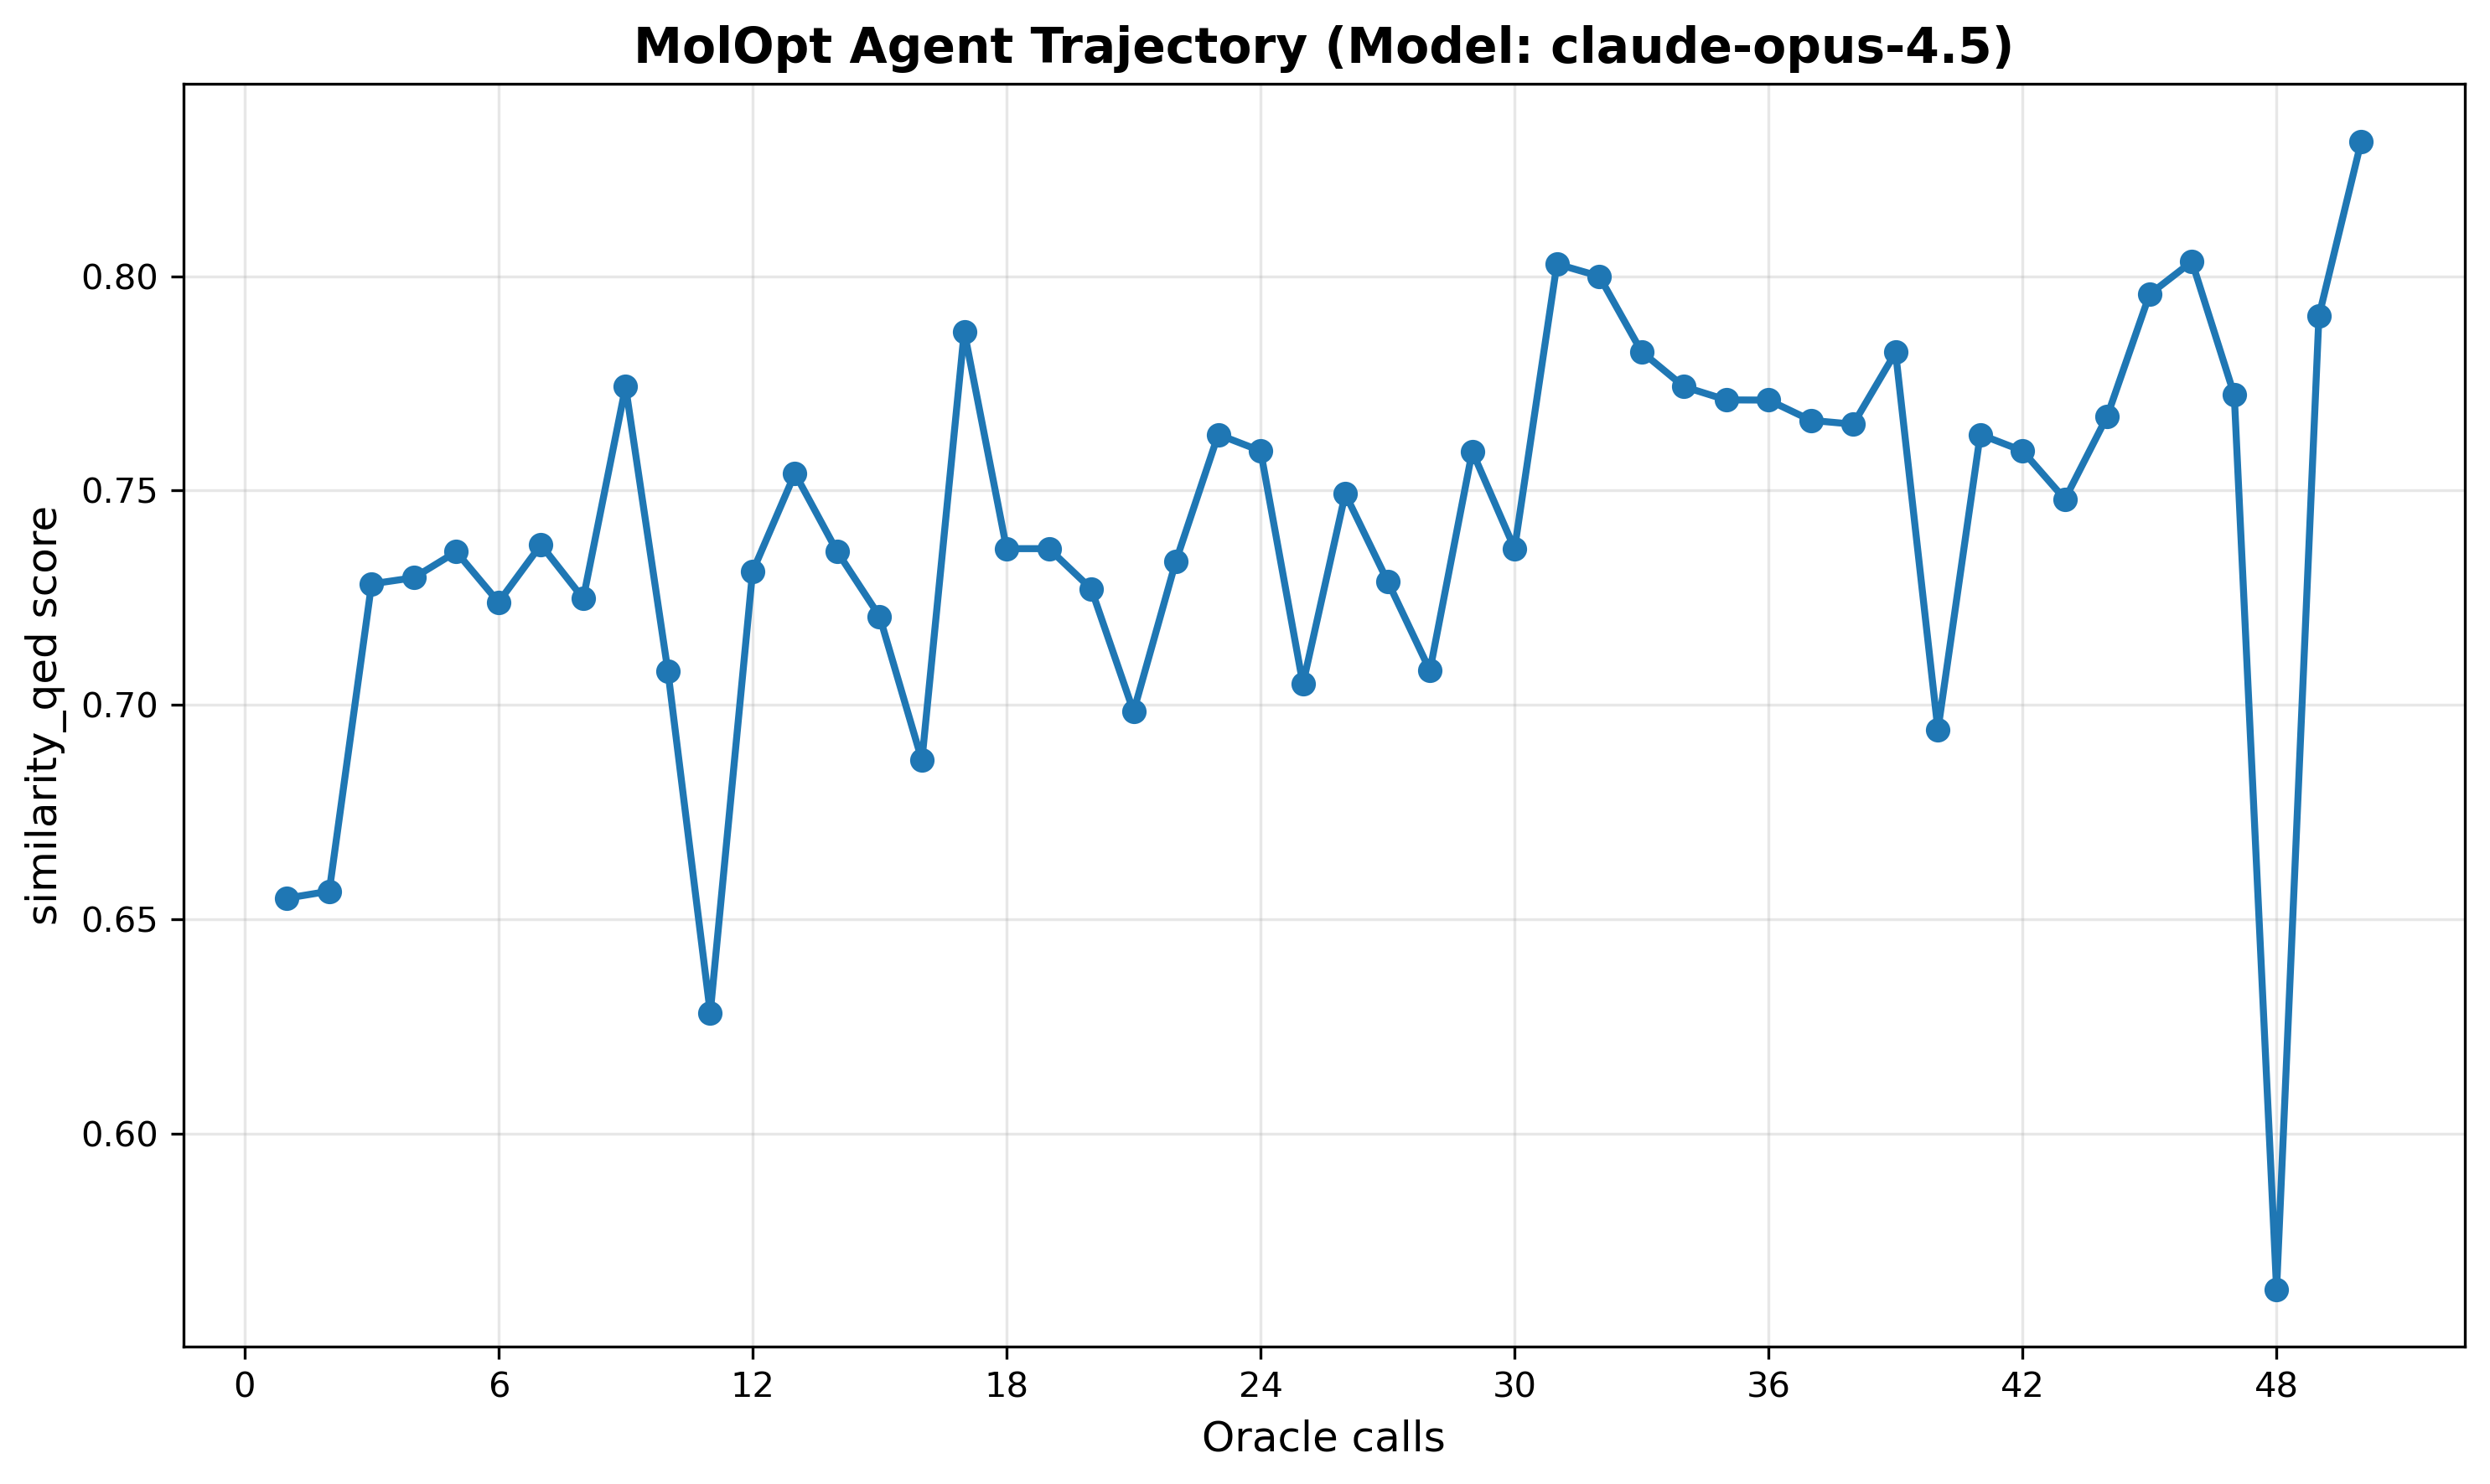 MolOpt Agent Trajectory (Model: claude-opus-4.5)
similarity_qed score
0.80
0.75
0.70
0.65
0.60
0 6 12 18 24 30 36 42 48
Oracle calls